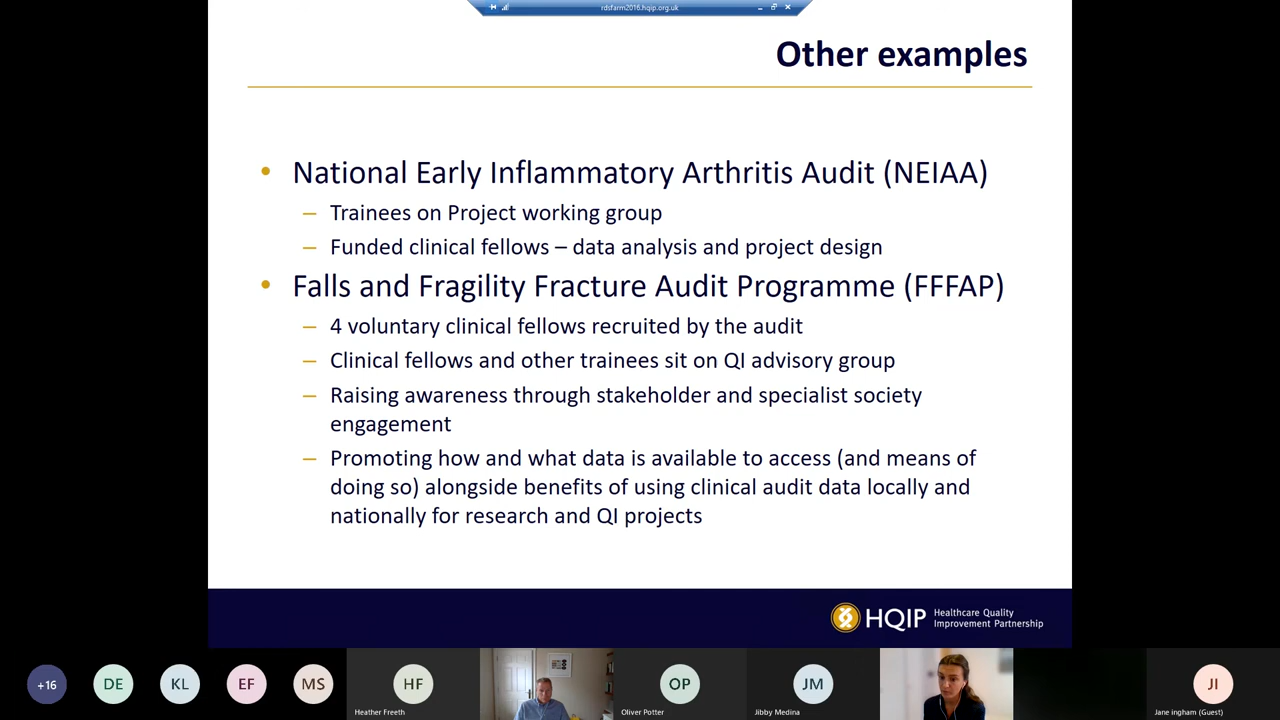 rdsfarm2016.hqip.org.uk
Other examples
• National Early Inflammatory Arthritis Audit (NEIAA)
– Trainees on Project working group
– Funded clinical fellows – data analysis and project design
• Falls and Fragility Fracture Audit Programme (FFFAP)
– 4 voluntary clinical fellows recruited by the audit
– Clinical fellows and other trainees sit on QI advisory group
– Raising awareness through stakeholder and specialist society
engagement
– Promoting how and what data is available to access (and means of
doing so) alongside benefits of using clinical audit data locally and
nationally for research and QI projects
HQIP Healthcare Quality
Improvement Partnership
+16 DE KL EF MS HF OP JM JI
Heather Freeth Oliver Potter Jibby Medina Jane ingham (Guest)